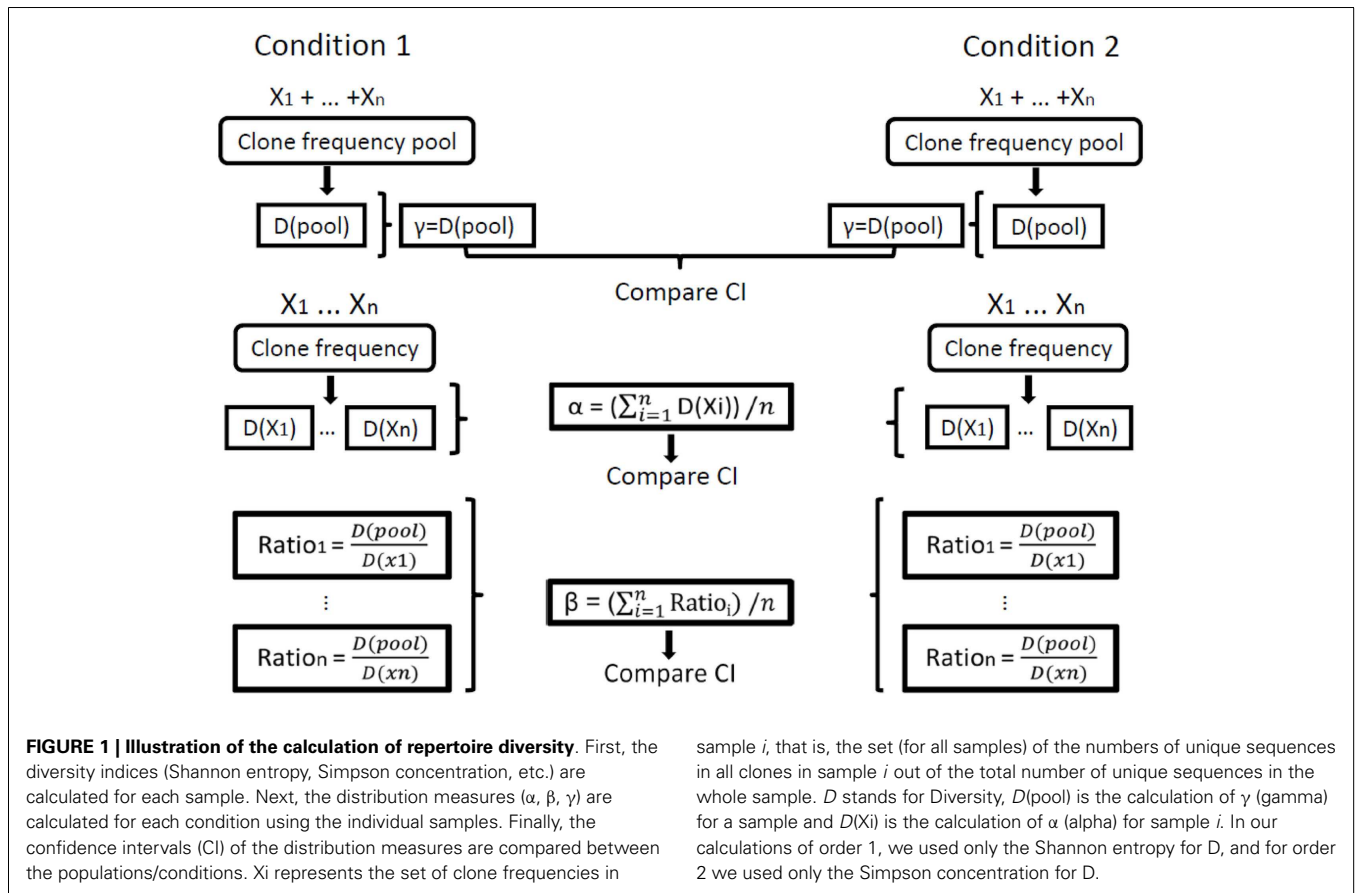 Condition 1
Condition 2
X1 + ... +Xn
X1 + ... +Xn
Clone frequency pool
Clone frequency pool
D(pool)
γ=D(pool)
γ=D(pool)
D(pool)
Compare CI
X1 ... Xn
X1 ... Xn
Clone frequency
Clone frequency
D(X1) ... D(Xn)
α = (∑ⁿᵢ₌₁ D(Xi)) /n
D(X1) ... D(Xn)
Compare CI
Ratio1 = D(pool) / D(x1)
⋮
Ration = D(pool) / D(xn)
β = (∑ⁿᵢ₌₁ Ratioᵢ) /n
Compare CI
Ratio1 = D(pool) / D(x1)
⋮
Ration = D(pool) / D(xn)
FIGURE 1 | Illustration of the calculation of repertoire diversity. First, the
diversity indices (Shannon entropy, Simpson concentration, etc.) are
calculated for each sample. Next, the distribution measures (α, β, γ) are
calculated for each condition using the individual samples. Finally, the
confidence intervals (CI) of the distribution measures are compared between
the populations/conditions. Xi represents the set of clone frequencies in
sample i, that is, the set (for all samples) of the numbers of unique sequences
in all clones in sample i out of the total number of unique sequences in the
whole sample. D stands for Diversity, D(pool) is the calculation of γ (gamma)
for a sample and D(Xi) is the calculation of α (alpha) for sample i. In our
calculations of order 1, we used only the Shannon entropy for D, and for order
2 we used only the Simpson concentration for D.